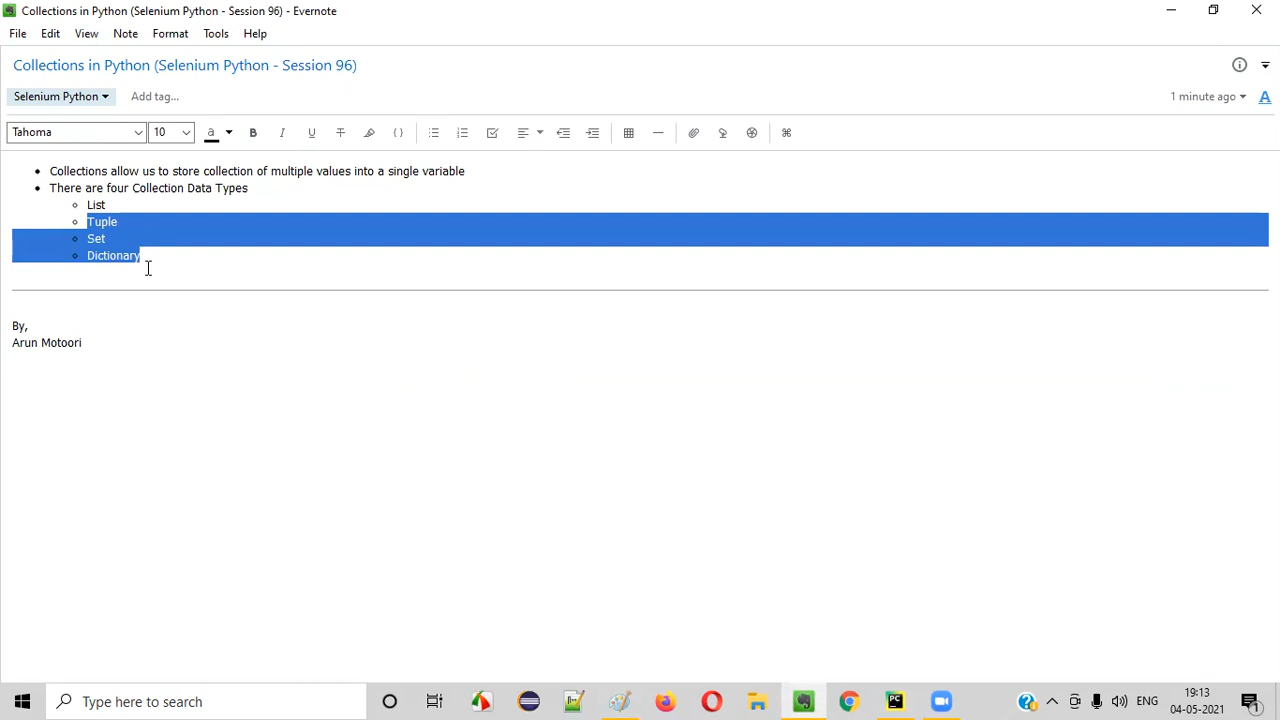 Collections in Python (Selenium Python - Session 96) - Evernote
File Edit View Note Format Tools Help
Collections in Python (Selenium Python - Session 96)
Selenium Python Add tag... 1 minute ago
Tahoma 10
Collections allow us to store collection of multiple values into a single variable
There are four Collection Data Types
List
Tuple
Set
Dictionary
By,
Arun Motoori
Type here to search
ENG
19:13
04-05-2021